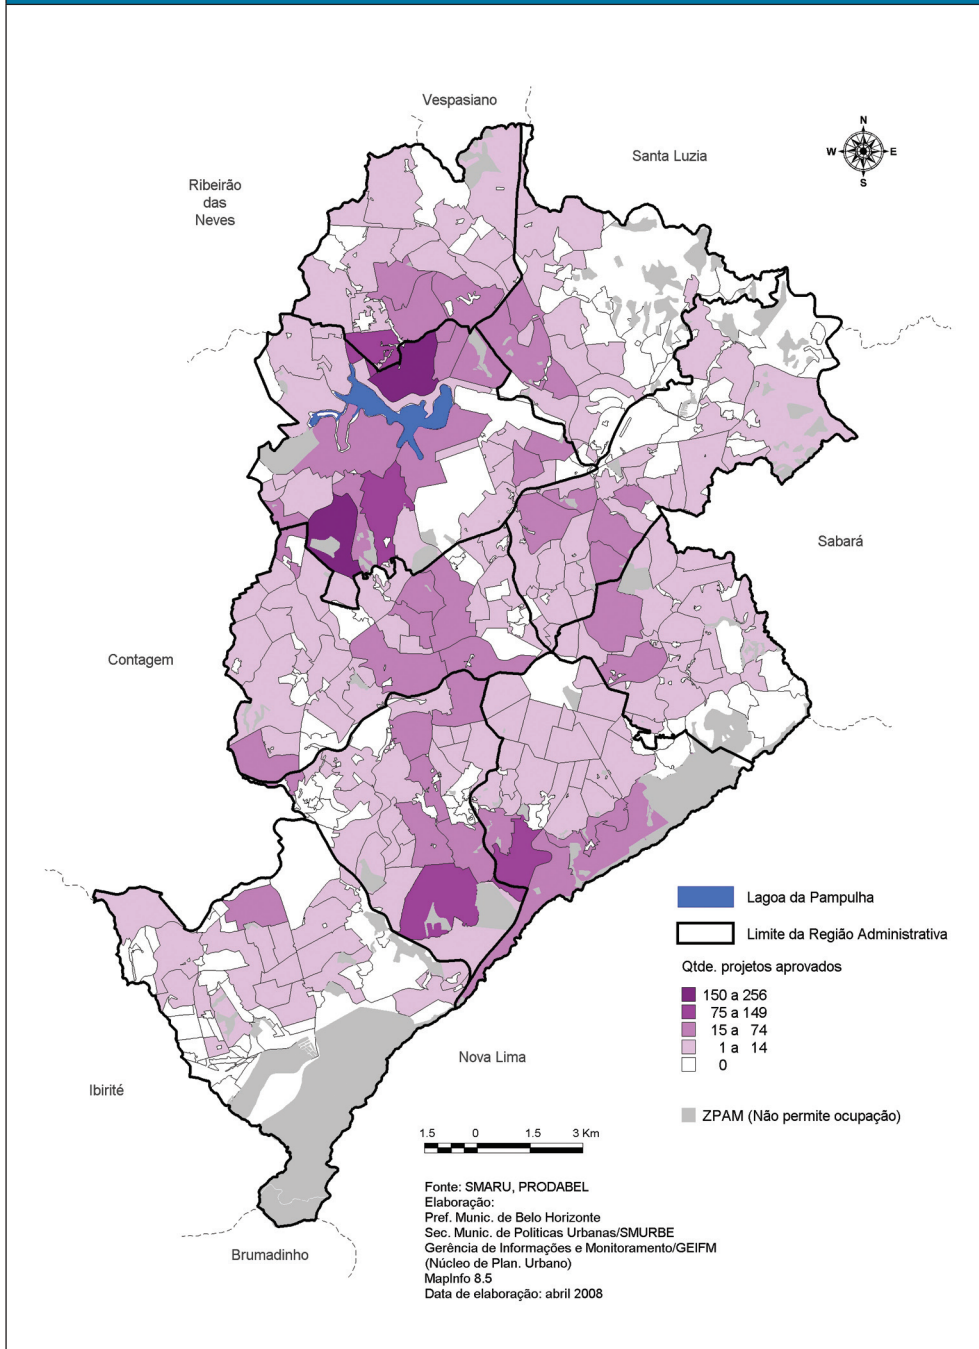 Vespasiano
Santa Luzia
N
W
E
S
Ribeirão
das
Neves
Sabará
Contagem
Lagoa da Pampulha
Limite da Região Administrativa
Qtde. projetos aprovados
150 a 256
75 a 149
15 a 74
1 a 14
0
Nova Lima
Ibirité
ZPAM (Não permite ocupação)
1.5 0 1.5 3 Km
Fonte: SMARU, PRODABEL
Elaboração:
Pref. Munic. de Belo Horizonte
Sec. Munic. de Politicas Urbanas/SMURBE
Gerência de Informações e Monitoramento/GEIFM
(Núcleo de Plan. Urbano)
MapInfo 8.5
Data de elaboração: abril 2008
Brumadinho